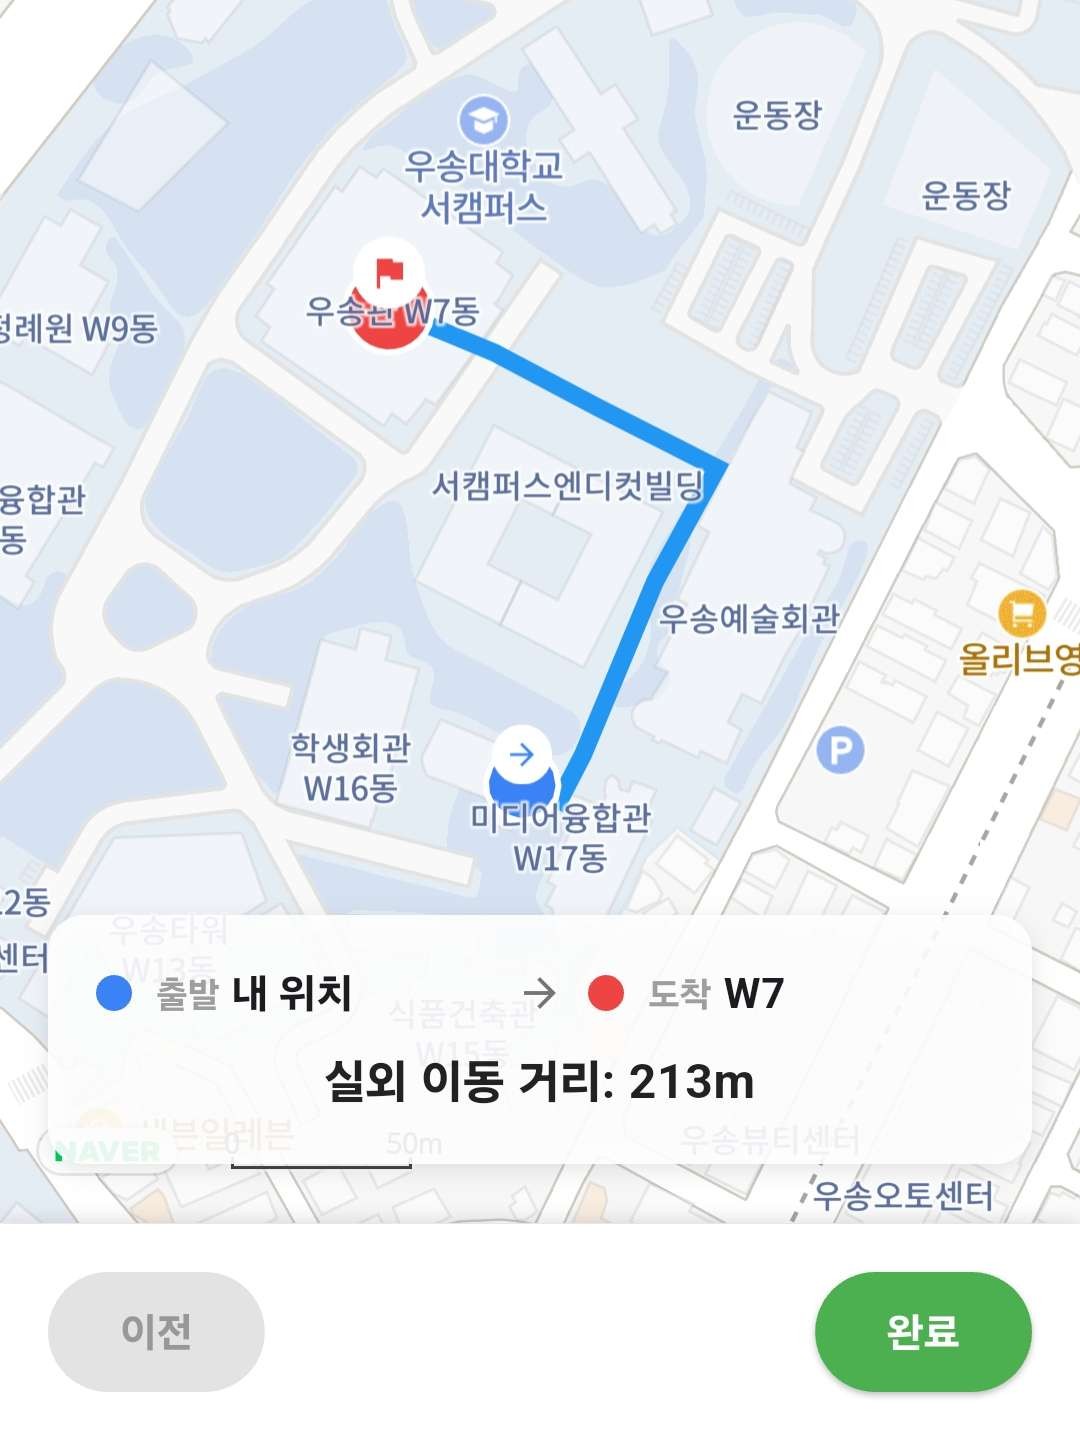 운동장
우송대학교
서캠퍼스
운동장
우송관 W7동
정례원 W9동
서캠퍼스엔디컷빌딩
융합관
동
우송예술회관
올리브영
P
학생회관
W16동
미디어융합관
W17동
센터
우송타워
W13동
출발 내 위치 → 도착 W7
식품건축관
W15동
실외 이동 거리: 213m
세븐일레븐
NAVER
0 50m
우송뷰티센터
우송오토센터
이전
완료